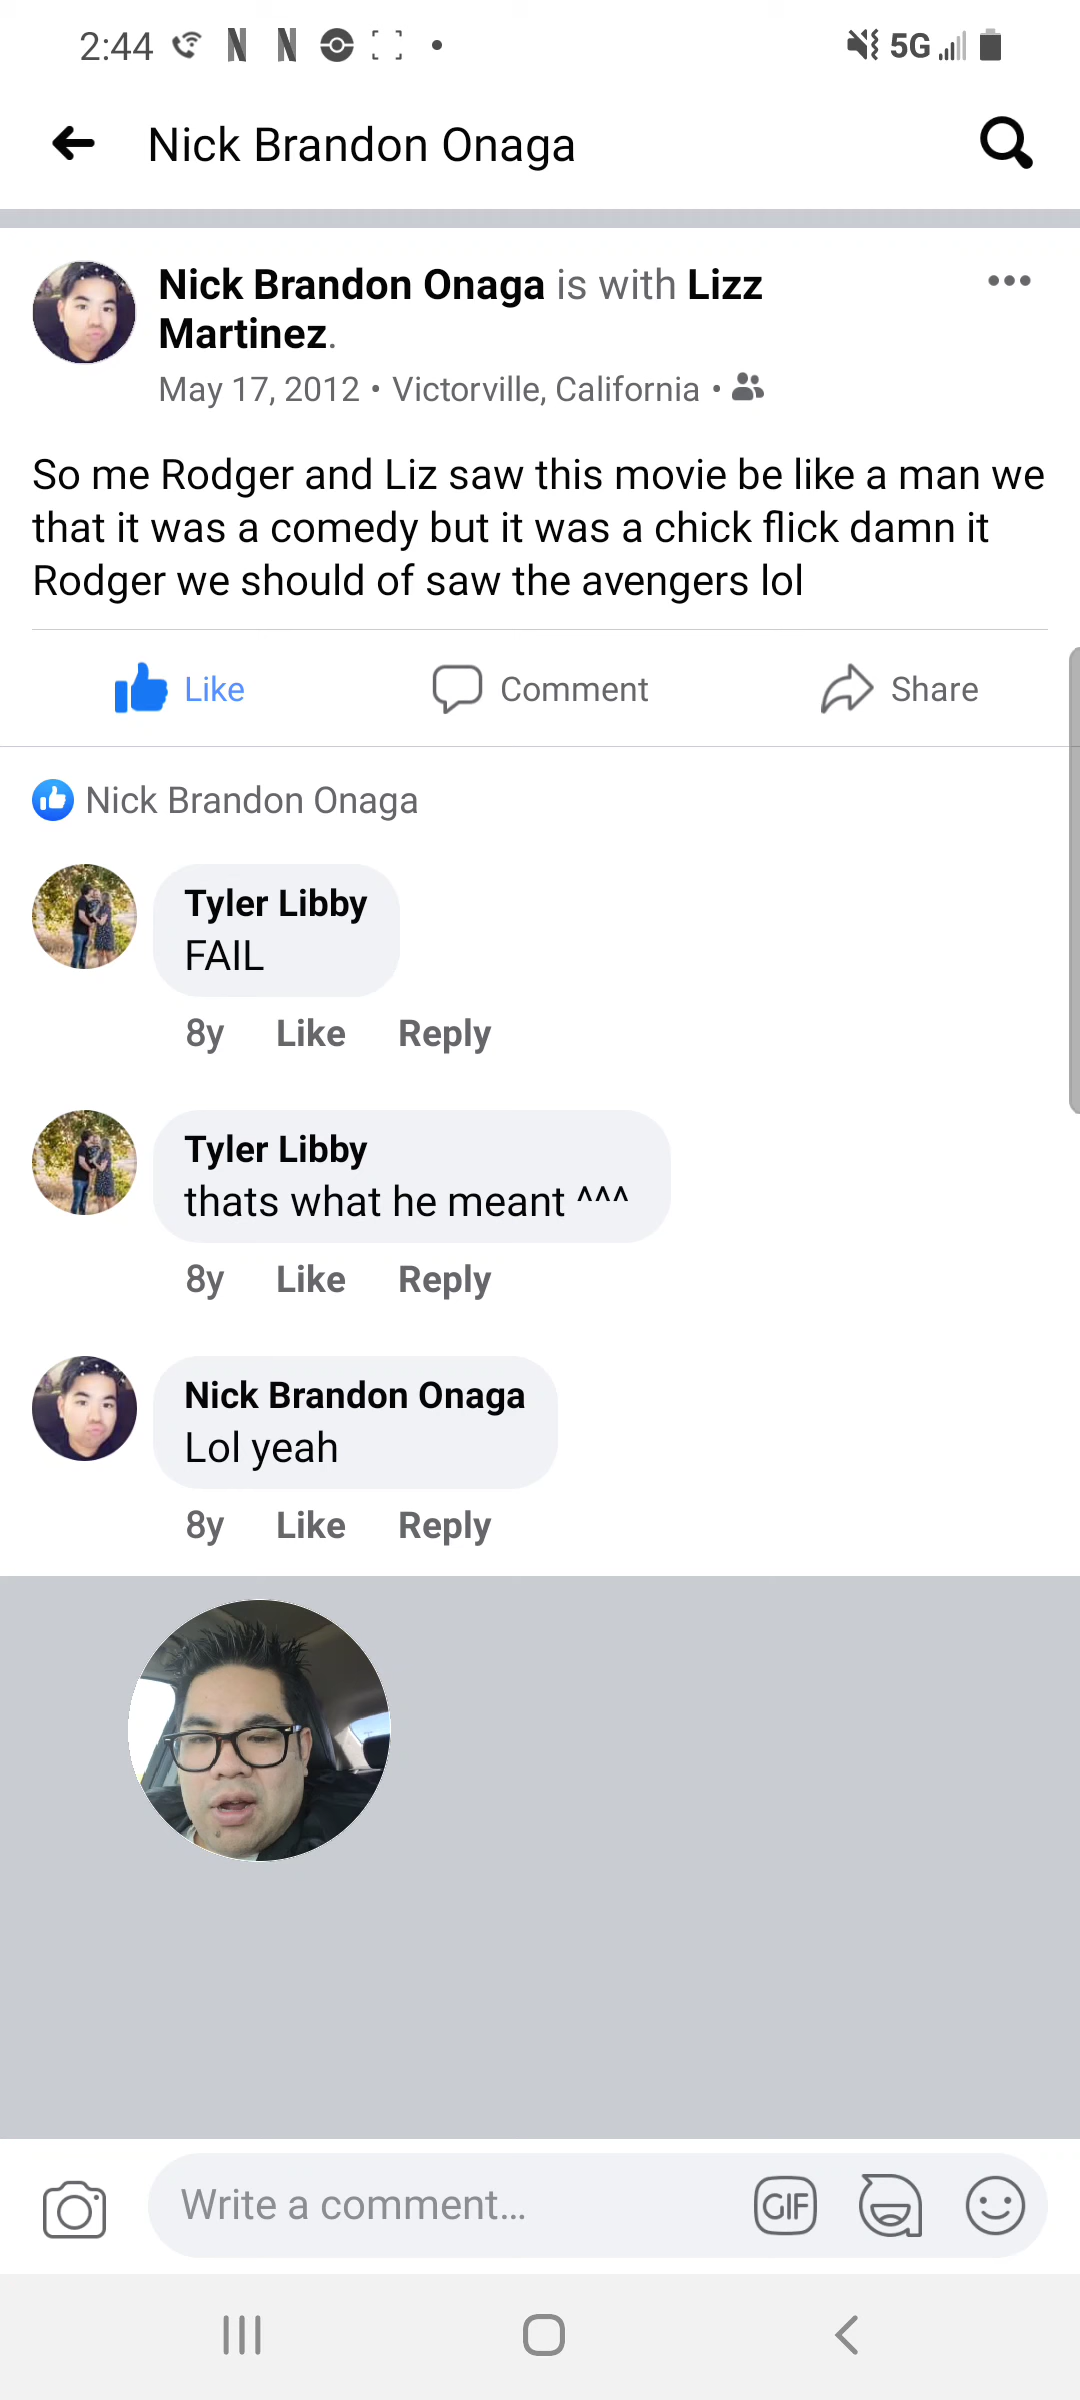 2:44
5G
Nick Brandon Onaga
Nick Brandon Onaga is with Lizz
Martinez.
May 17, 2012 • Victorville, California •
So me Rodger and Liz saw this movie be like a man we
that it was a comedy but it was a chick flick damn it
Rodger we should of saw the avengers lol
Like Comment Share
Nick Brandon Onaga
Tyler Libby
FAIL
8y Like Reply
Tyler Libby
thats what he meant ^^^
8y Like Reply
Nick Brandon Onaga
Lol yeah
8y Like Reply
Write a comment...
GIF